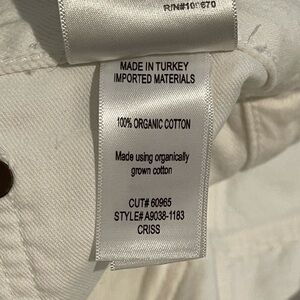 MADE IN TURKEY
IMPORTED MATERIALS
100% ORGANIC COTTON
Made using organically
grown cotton
CUT# 60965
STYLE# A9038-1183
CRISS